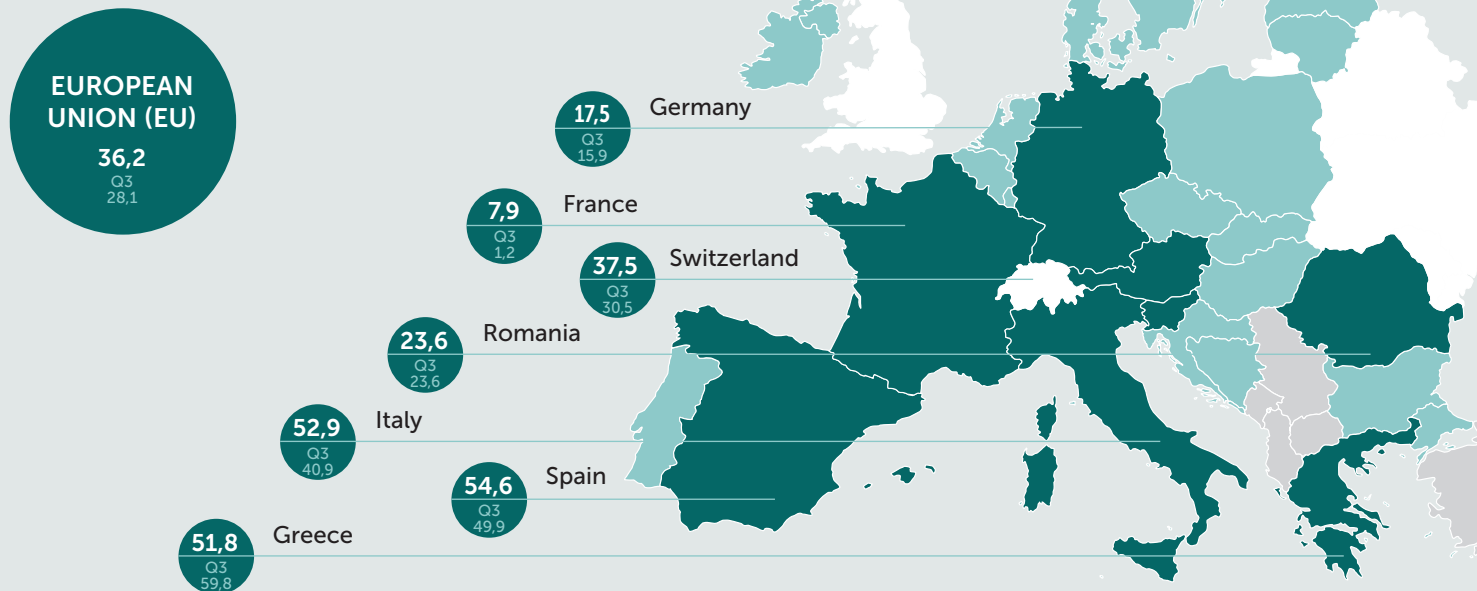 EUROPEAN
UNION (EU)
36,2
Q3
28,1
Germany
17,5
Q3
15,9
France
7,9
Q3
1,2
Switzerland
37,5
Q3
30,5
Romania
23,6
Q3
23,6
Italy
52,9
Q3
40,9
Spain
54,6
Q3
49,9
Greece
51,8
Q3
59,8